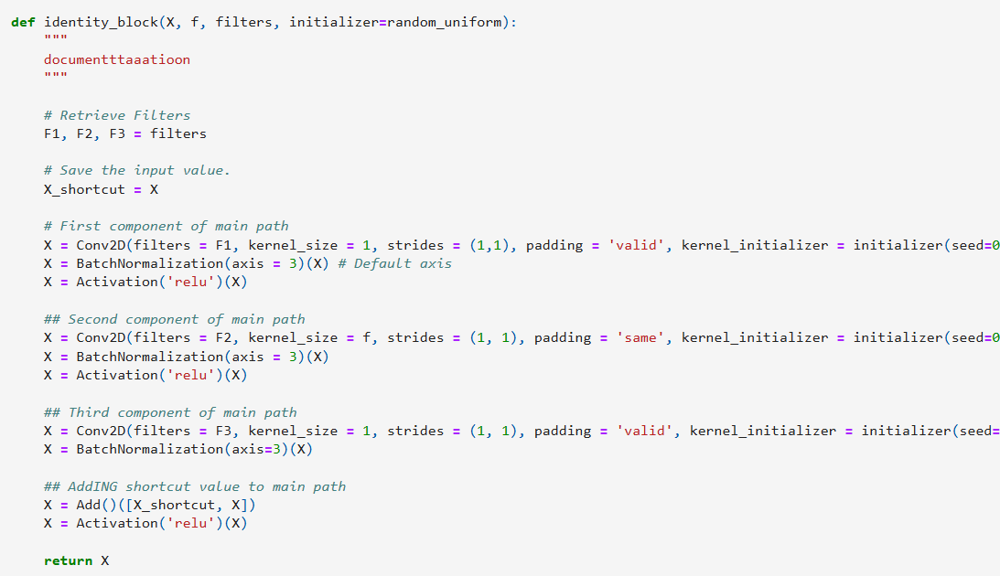 def identity_block(X, f, filters, initializer=random_uniform):
"""
documentttaaatioon
"""
# Retrieve Filters
F1, F2, F3 = filters
# Save the input value.
X_shortcut = X
# First component of main path
X = Conv2D(filters = F1, kernel_size = 1, strides = (1,1), padding = 'valid', kernel_initializer = initializer(seed=0
X = BatchNormalization(axis = 3)(X) # Default axis
X = Activation('relu')(X)
## Second component of main path
X = Conv2D(filters = F2, kernel_size = f, strides = (1, 1), padding = 'same', kernel_initializer = initializer(seed=0
X = BatchNormalization(axis = 3)(X)
X = Activation('relu')(X)
## Third component of main path
X = Conv2D(filters = F3, kernel_size = 1, strides = (1, 1), padding = 'valid', kernel_initializer = initializer(seed=
X = BatchNormalization(axis=3)(X)
## AddING shortcut value to main path
X = Add()([X_shortcut, X])
X = Activation('relu')(X)
return X